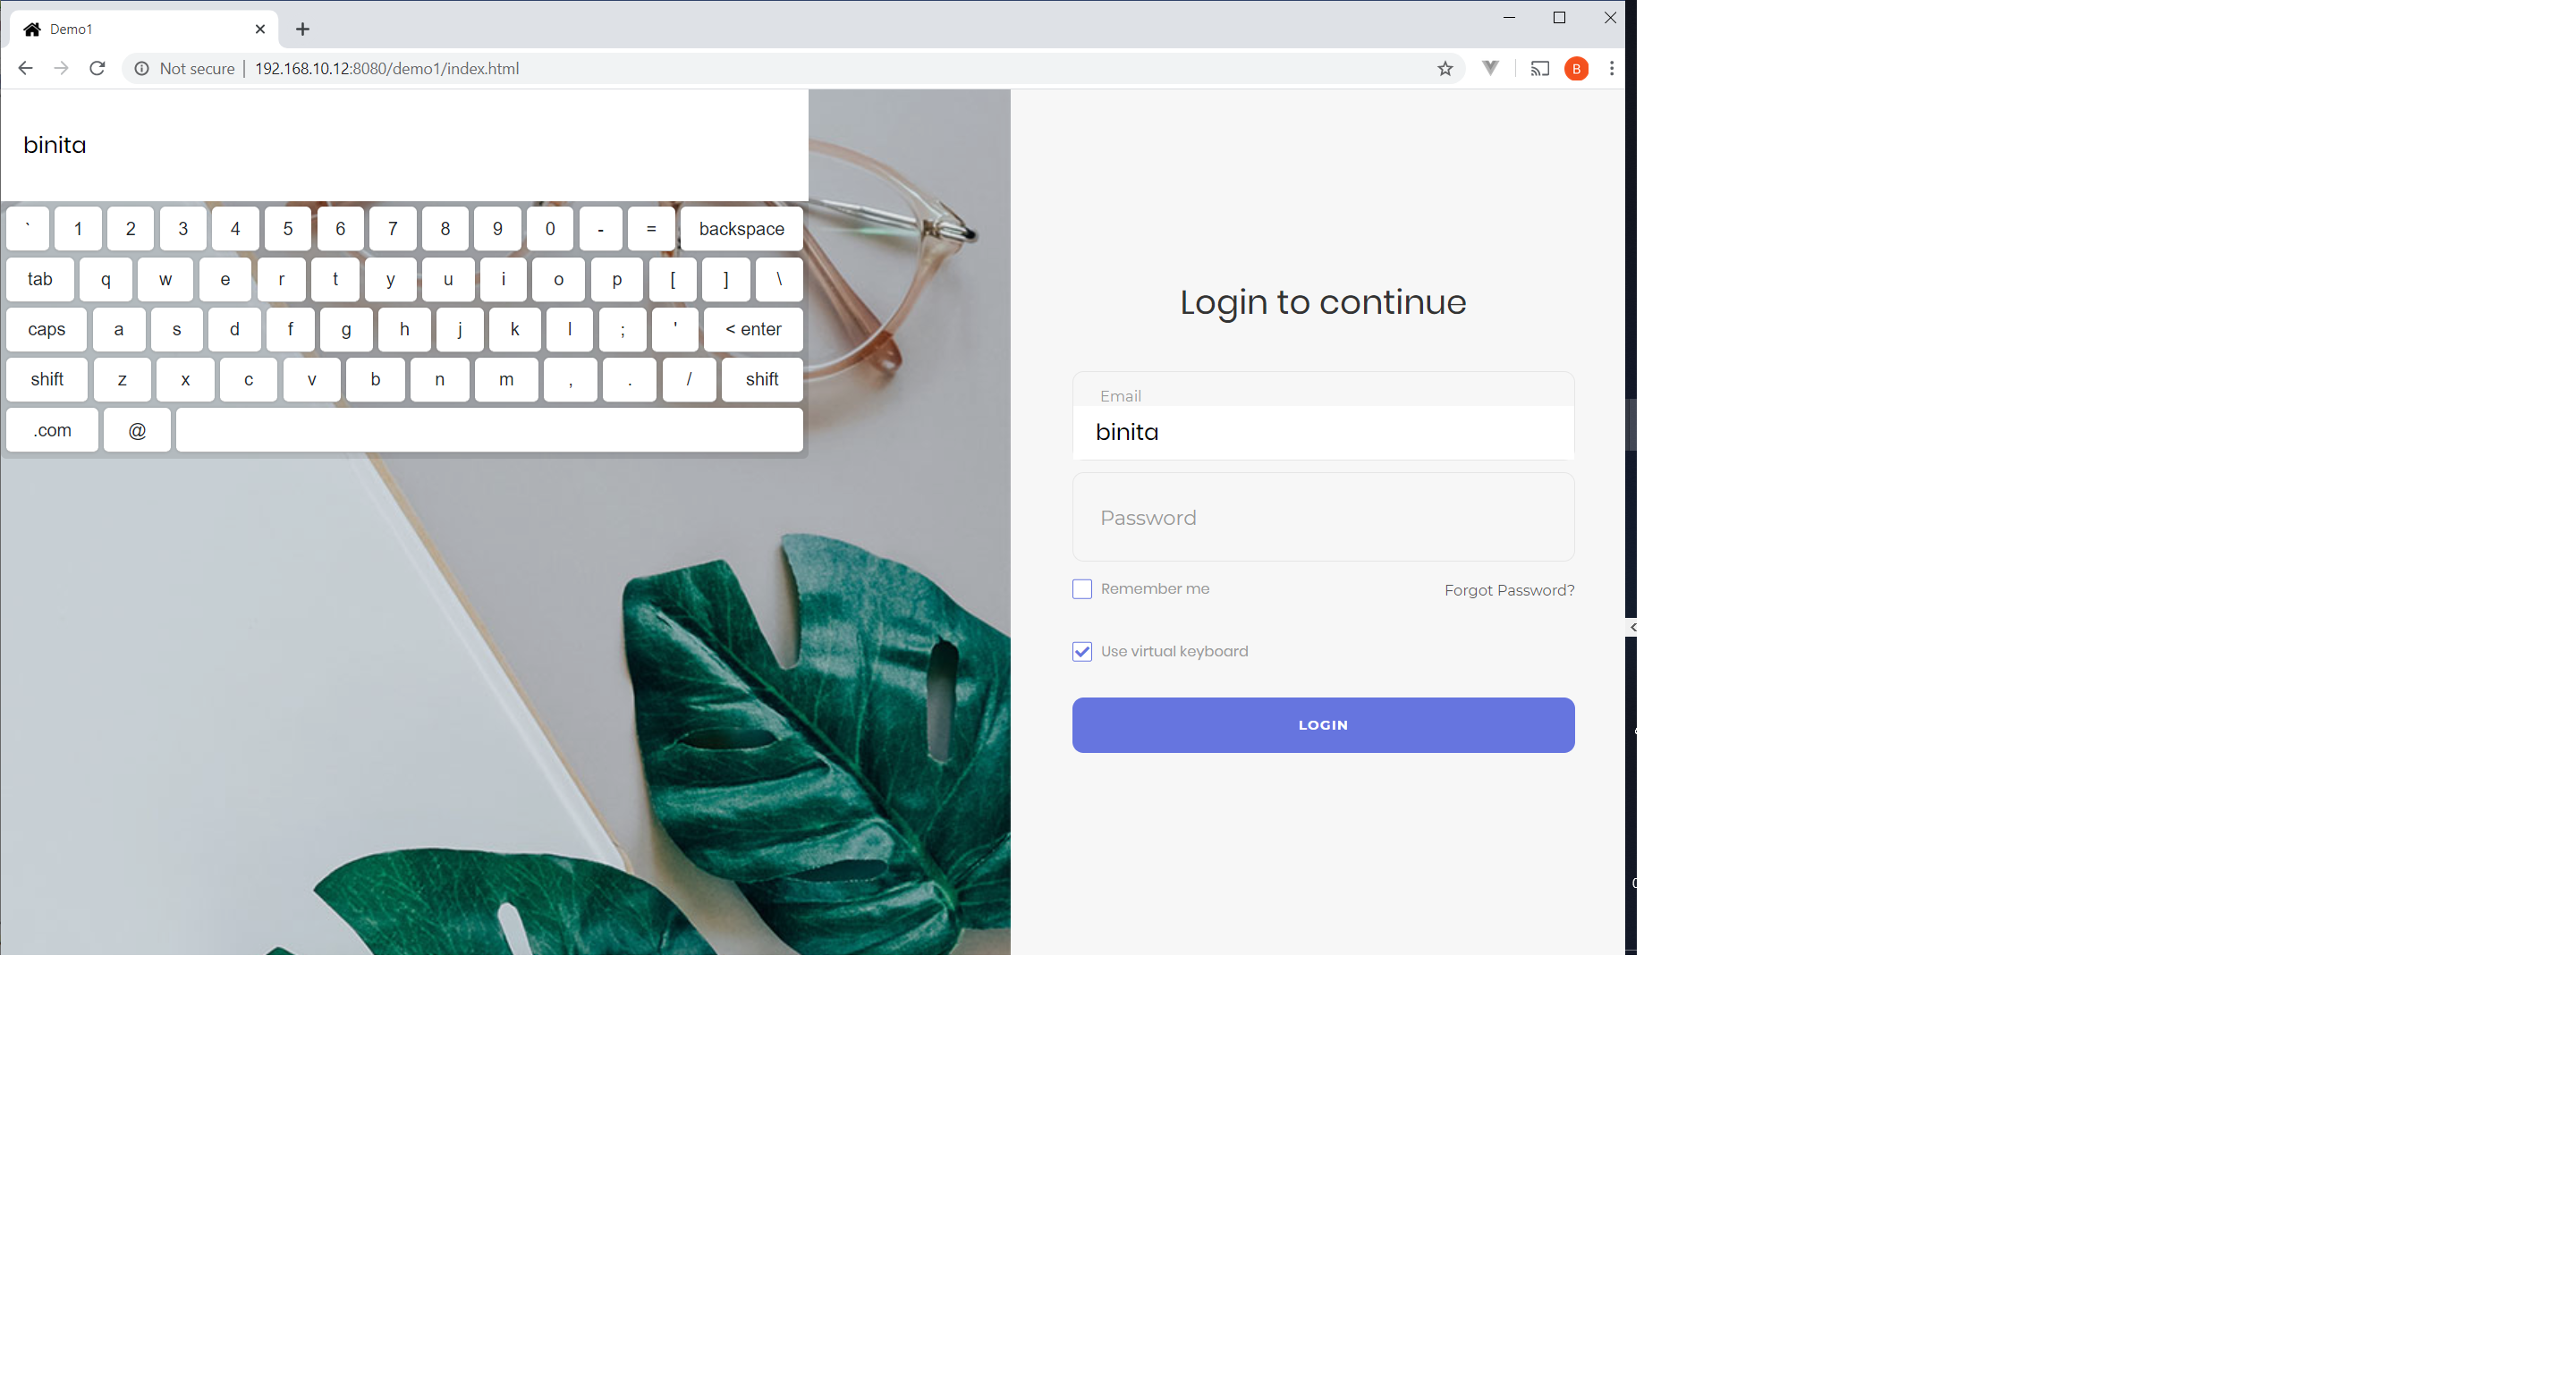 Demo1
Not secure | 192.168.10.12:8080/demo1/index.html
B
binita
` 1 2 3 4 5 6 7 8 9 0 - = backspace
tab q w e r t y u i o p [ ] \
caps a s d f g h j k l ; ' < enter
shift z x c v b n m , . / shift
.com @
Login to continue
Email
binita
Password
Remember me
Forgot Password?
Use virtual keyboard
LOGIN